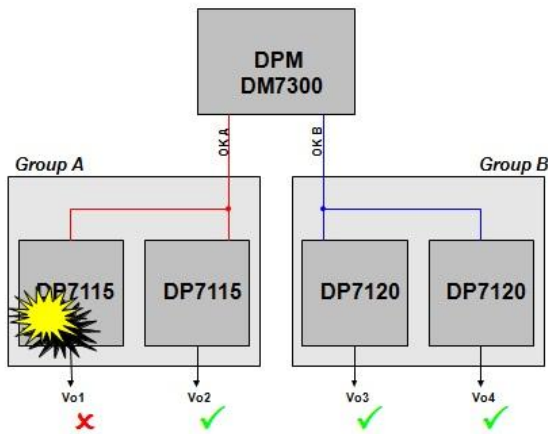 DPM
DM7300
OK A
OK B
Group A
Group B
DP7115
DP7115
DP7120
DP7120
Vo1
Vo2
Vo3
Vo4